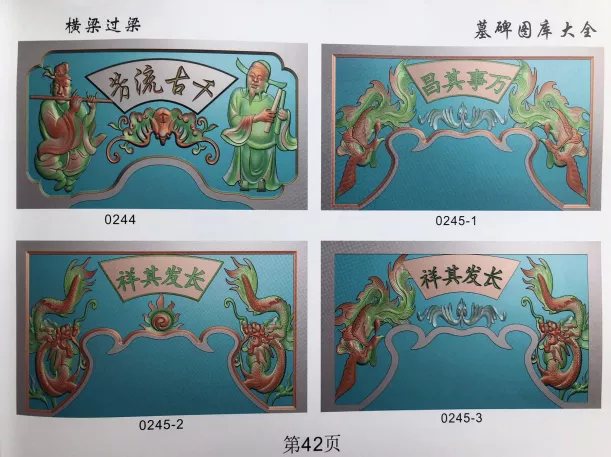 横梁过梁
墓碑图库大全
芳流古千
昌其事万
0244
0245-1
祥其发长
祥其发长
0245-2
0245-3
第42页